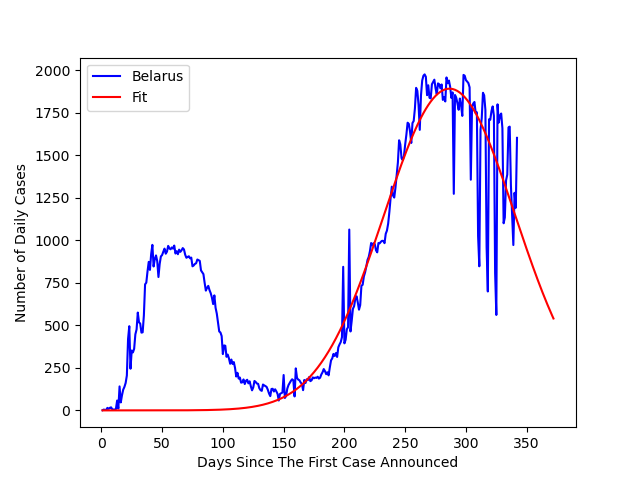 Belarus
Fit
Number of Daily Cases
2000
1750
1500
1250
1000
750
500
250
0
0 50 100 150 200 250 300 350
Days Since The First Case Announced